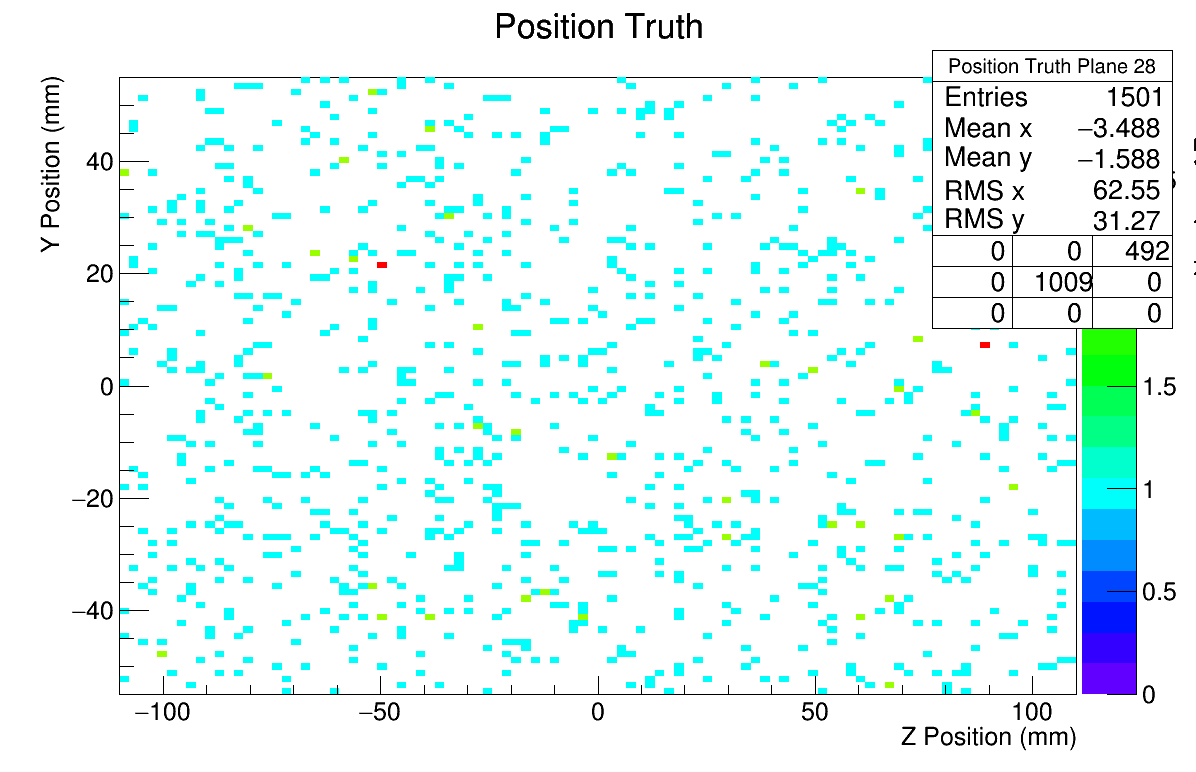 Position Truth
Y Position (mm)
40
20
0
−20
−40
−100
−50
0
50
100
Z Position (mm)
Position Truth Plane 28
Entries 1501
Mean x −3.488
Mean y −1.588
RMS x 62.55
RMS y 31.27
0 0 492
0 1009 0
0 0 0
1.5
1
0.5
0